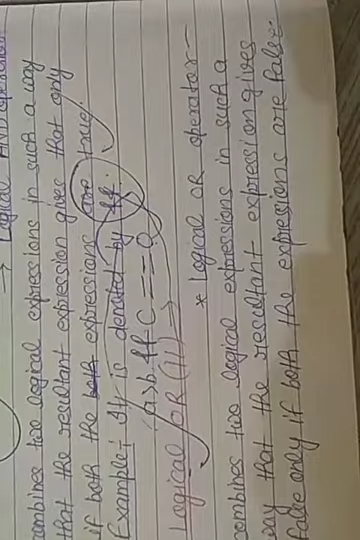 → Logical AND operator
combines two logical expressions in such a way
that the resultant expression gives that only
if both the expressions are true
Example: It is denoted by &&.
a>b && c===0
Logical OR (||) ⇒
* Logical OR operator—
combines two logical expressions in such a
way that the resultant expression gives
false only if both the expressions are false.